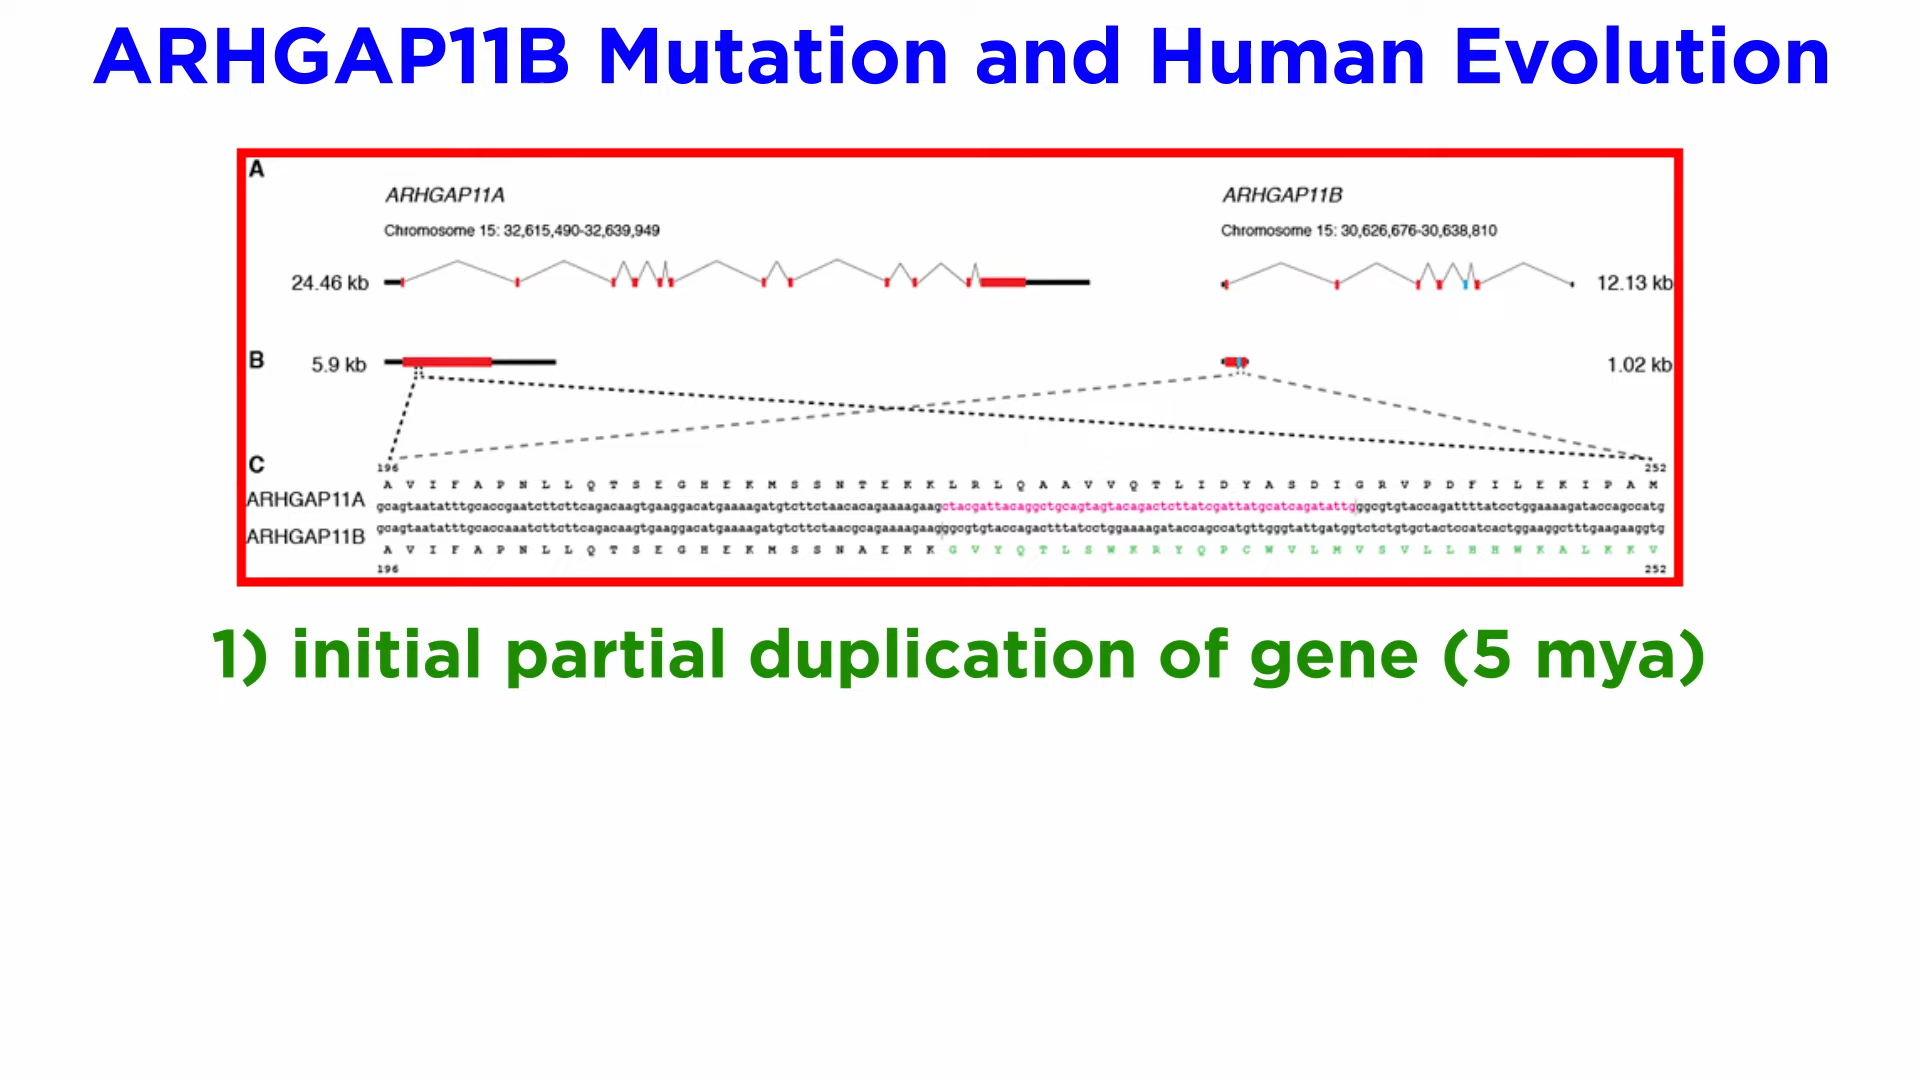 ARHGAP11B Mutation and Human Evolution
A
ARHGAP11A ARHGAP11B
Chromosome 15: 32,615,490-32,639,949 Chromosome 15: 30,626,676-30,638,810
24.46 kb 12.13 kb
B 5.9 kb 1.02 kb
C
196 252
A V I F A P N L L Q T S E G H E K M S S N T E K K L R L Q A A V V Q T L I D Y A S D I G R V P D F I L E K I P A M
ARHGAP11A gcagtaatatttgcaccgaatcttcttcagacaagtgaaggacatgaaaagatgtcttctaacacagaaaagaagctacgattacaggctgcagtagtacagactcttatcgattatgcatcagatattgggcgtgtaccagattttatcctggaaaagataccagccatg
ARHGAP11B gcagtaatatttgcaccaaatcttcttcagacaagtgaaggacatgaaaagatgtcttctaacgcagaaaagaagggcgtgtaccagactttatcctggaaaagataccagccatgttgggtattgatggtctctgtgctactccatcactggaaggctttgaagaaggtg
A V I F A P N L L Q T S E G H E K M S S N A E K K G V Y Q T L S W K R Y Q P C W V L M V S V L L H H W K A L K K V
196 252
1) initial partial duplication of gene (5 mya)